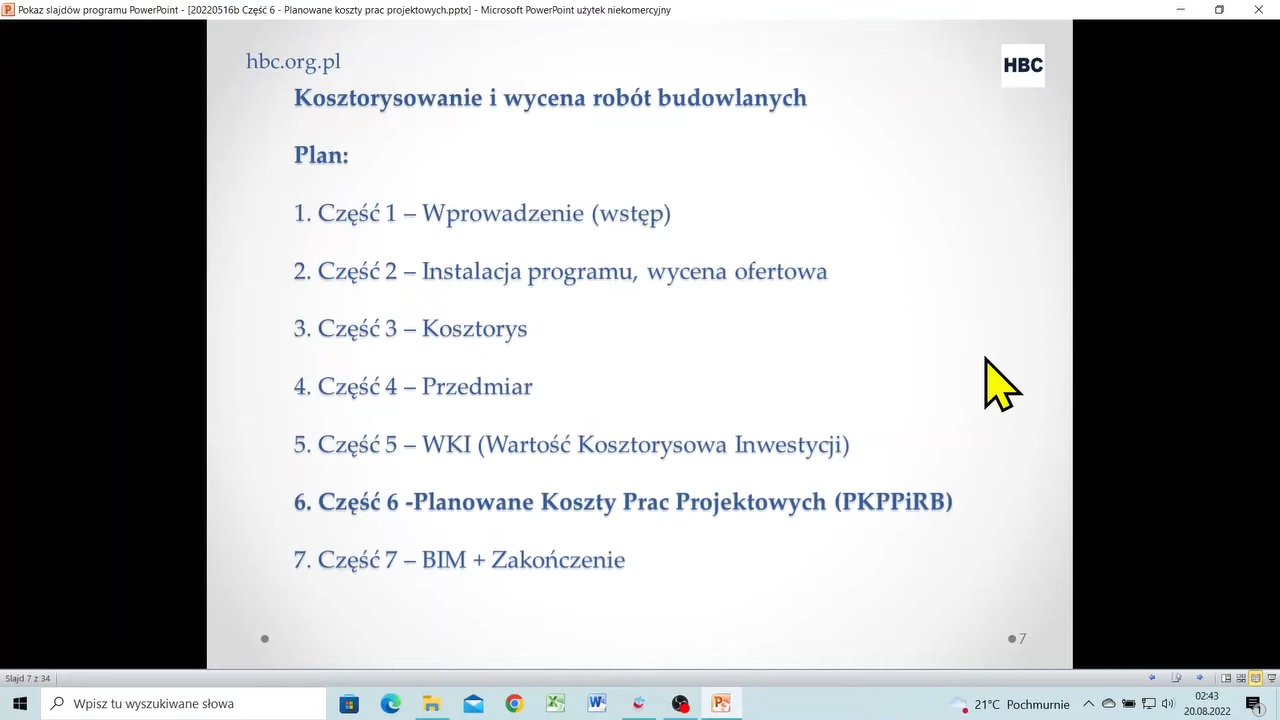 Pokaz slajdów programu PowerPoint - [20220516b Część 6 - Planowane koszty prac projektowych.pptx] - Microsoft PowerPoint użytek niekomercyjny
hbc.org.pl
HBC
Kosztorysowanie i wycena robót budowlanych
Plan:
1. Część 1 – Wprowadzenie (wstęp)
2. Część 2 – Instalacja programu, wycena ofertowa
3. Część 3 – Kosztorys
4. Część 4 – Przedmiar
5. Część 5 – WKI (Wartość Kosztorysowa Inwestycji)
6. Część 6 -Planowane Koszty Prac Projektowych (PKPPiRB)
7. Część 7 – BIM + Zakończenie
7
Slajd 7 z 34
Wpisz tu wyszukiwane słowa
21°C Pochmurnie
02:43
20.08.2022
1